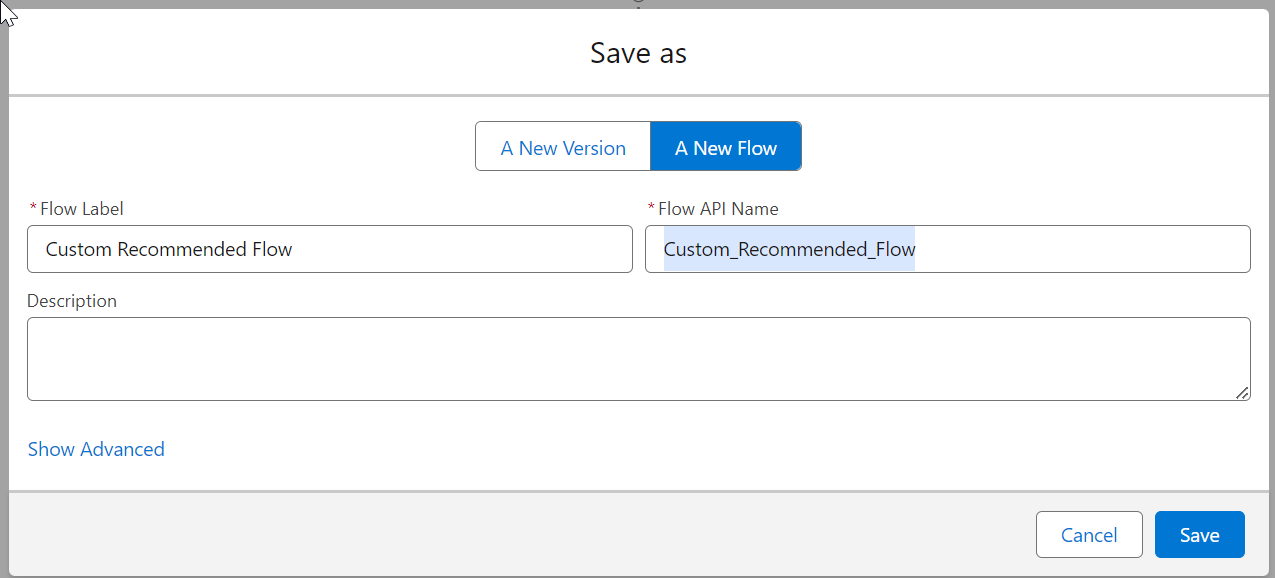 Save as
A New Version A New Flow
*Flow Label *Flow API Name
Custom Recommended Flow Custom_Recommended_Flow
Description
Show Advanced
Cancel Save